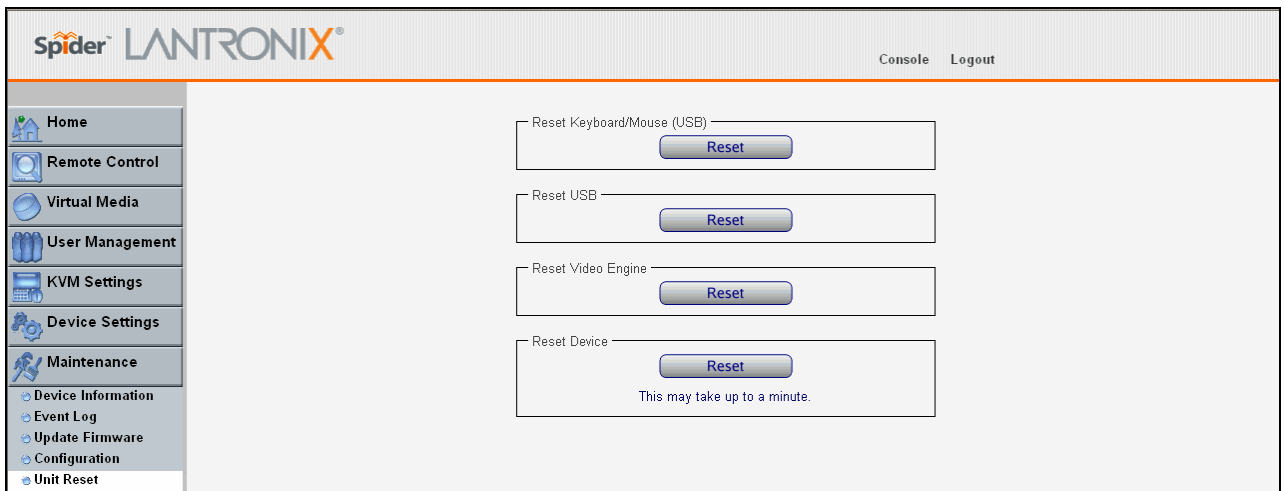 Spider™ LANTRONIX®
Console Logout
Home
Remote Control
Virtual Media
User Management
KVM Settings
Device Settings
Maintenance
Device Information
Event Log
Update Firmware
Configuration
Unit Reset
Reset Keyboard/Mouse (USB)
Reset
Reset USB
Reset
Reset Video Engine
Reset
Reset Device
Reset
This may take up to a minute.